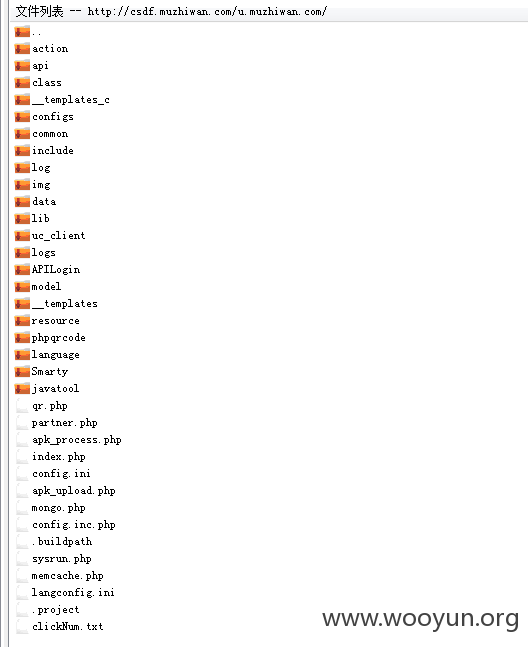 文件列表 -- http://csdf.muzhiwan.com/u.muzhiwan.com/
..
action
api
class
__templates_c
configs
common
include
log
img
data
lib
uc_client
logs
APILogin
model
__templates
resource
phpqrcode
language
Smarty
javatool
qr.php
partner.php
apk_process.php
index.php
config.ini
apk_upload.php
mongo.php
config.inc.php
.buildpath
sysrun.php
memcache.php
langconfig.ini
.project
clickNum.txt
www.wooyun.org